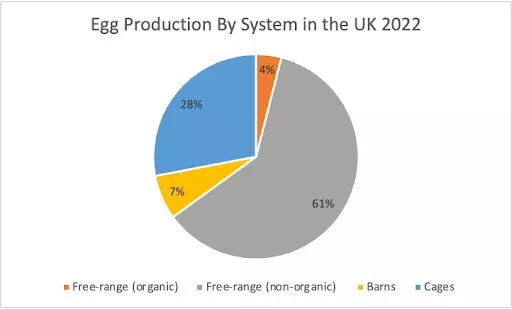 Egg Production By System in the UK 2022
4%
28%
7%
61%
Free-range (organic) Free-range (non-organic) Barns Cages